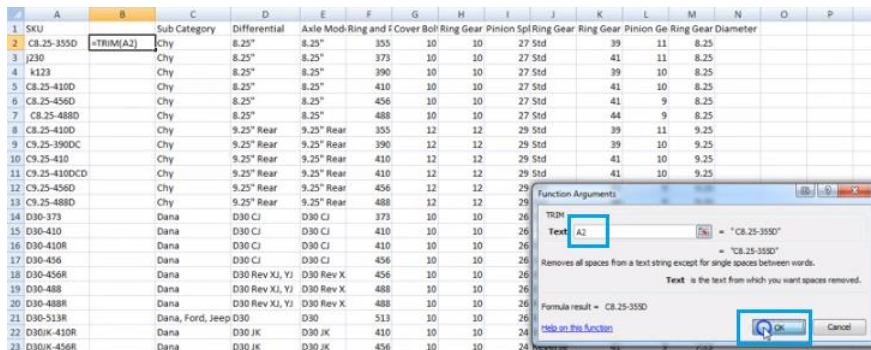 A B C D E F G H I J K L M N O P
1 SKU Sub Category Differential Axle Mod Ring and F Cover Bol Ring Gear Pinion Spl Ring Gear Ring Gear Pinion Ge Ring Gear Diameter
2 C8.25-355D =TRIM(A2) Chy 8.25" 8.25" 355 10 10 27 Std 39 11 8.25
3 j230 Chy 8.25" 8.25" 373 10 10 27 Std 41 11 8.25
4 k123 Chy 8.25" 8.25" 390 10 10 27 Std 39 10 8.25
5 C8.25-410D Chy 8.25" 8.25" 410 10 10 27 Std 41 10 8.25
6 C8.25-456D Chy 8.25" 8.25" 456 10 10 27 Std 41 9 8.25
7 C8.25-488D Chy 8.25" 8.25" 488 10 10 27 Std 44 9 8.25
8 C8.25-410D Chy 9.25" Rear 9.25" Rear 355 12 12 29 Std 39 11 9.25
9 C9.25-390DC Chy 9.25" Rear 9.25" Rear 390 12 12 29 Std 39 10 9.25
10 C9.25-410 Chy 9.25" Rear 9.25" Rear 410 12 12 29 Std 41 10 9.25
11 C9.25-410DCD Chy 9.25" Rear 9.25" Rear 410 12 12 29 Std 41 10 9.25
12 C9.25-456D Chy 9.25" Rear 9.25" Rear 456 12 12 29
13 C9.25-488D Chy 9.25" Rear 9.25" Rear 488 12 12 29
14 D30-373 Dana D30 CJ D30 CJ 373 10 10 26
15 D30-410 Dana D30 CJ D30 CJ 410 10 10 26
16 D30-410R Dana D30 CJ D30 CJ 410 10 10 26
17 D30-456 Dana D30 CJ D30 CJ 456 10 10 26
18 D30-456R Dana D30 Rev XJ, YJ D30 Rev X 456 10 10 26
19 D30-488 Dana D30 Rev XJ, YJ D30 Rev X 488 10 10 26
20 D30-488R Dana D30 Rev XJ, YJ D30 Rev X 488 10 10 26
21 D30-513R Dana, Ford, Jeep D30 D30 513 10 10 26
22 D30JK-410R Dana D30 JK D30 JK 410 10 10 24
23 D30JK-456R Dana D30 JK D30 JK 456 10 10 24
Function Arguments
TRIM
Text A2 = " C8.25-355D"
= "C8.25-355D"
Removes all spaces from a text string except for single spaces between words.
Text is the text from which you want spaces removed.
Formula result = C8.25-355D
Help on this function OK Cancel